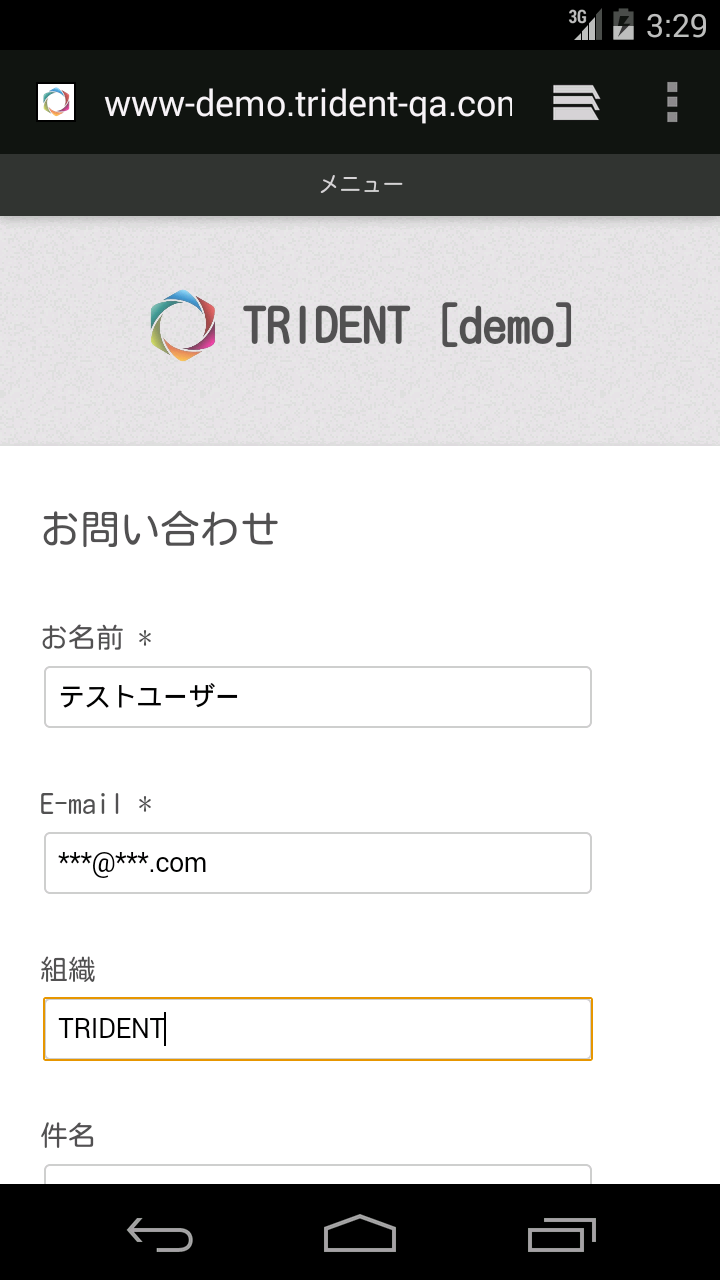 3G 3:29
www-demo.trident-qa.con
メニュー
TRIDENT [demo]
お問い合わせ
お名前 *
テストユーザー
E-mail *
***@***.com
組織
TRIDENT
件名